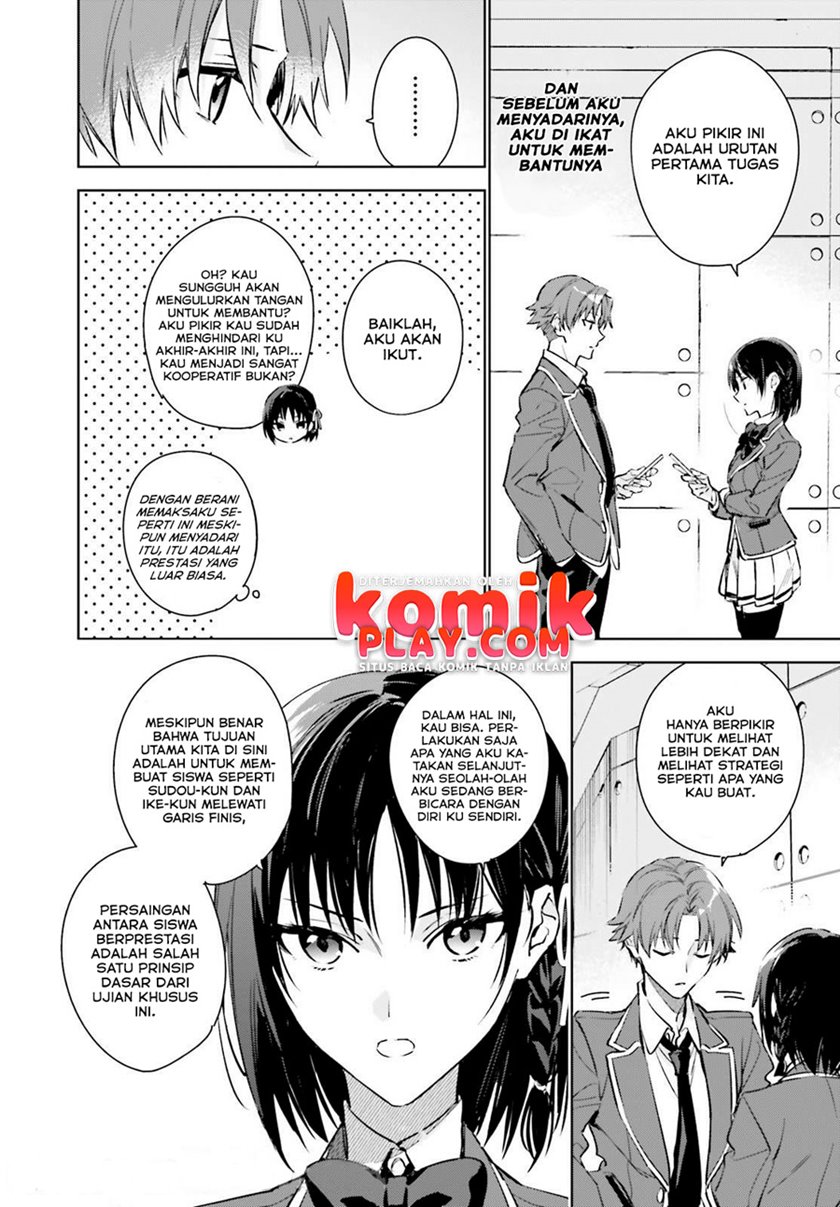 AKU PIKIR INI
ADALAH URUTAN
PERTAMA TUGAS
KITA.
DAN
SEBELUM AKU
MENYADARINYA,
AKU DI IKAT
UNTUK MEM-
BANTUNYA
........
BAIKLAH,
AKU AKAN
IKUT.
OH? KAU
SUNGGUH AKAN
MENGULURKAN TANGAN
UNTUK MEMBANTU?
AKU PIKIR KAU SUDAH
MENGHINDARI KU
AKHIR-AKHIR INI, TAPI...
KAU MENJADI SANGAT
KOOPERATIF BUKAN?
DENGAN BERANI
MEMAKSAKU SE-
PERTI INI MESKI-
PUN MENYADARI
ITU, ITU ADALAH
PRESTASI YANG
LUAR BIASA.
DITERJEMAHKAN OLEH
komik
PLAY.COM
SITUS BACA KOMIK TANPA IKLAN
AKU
HANYA BERPIKIR
UNTUK MELIHAT
LEBIH DEKAT DAN
MELIHAT STRATEGI
SEPERTI APA YANG
KAU BUAT.
DALAM HAL INI,
KAU BISA. PER-
LAKUKAN SAJA
APA YANG AKU KA-
TAKAN SELANJUT-
NYA SEOLAH-OLAH
AKU SEDANG BER-
BICARA DENGAN
DIRI KU SENDIRI.
MESKIPUN BENAR
BAHWA TUJUAN
UTAMA KITA DI SINI
ADALAH UNTUK MEM-
BUAT SISWA SEPERTI
SUDOU-KUN DAN
IKE-KUN MELEWATI
GARIS FINIS,
PERSAINGAN
ANTARA SISWA
BERPRESTASI
ADALAH SALAH
SATU PRINSIP
DASAR DARI
UJIAN KHUSUS
INI.